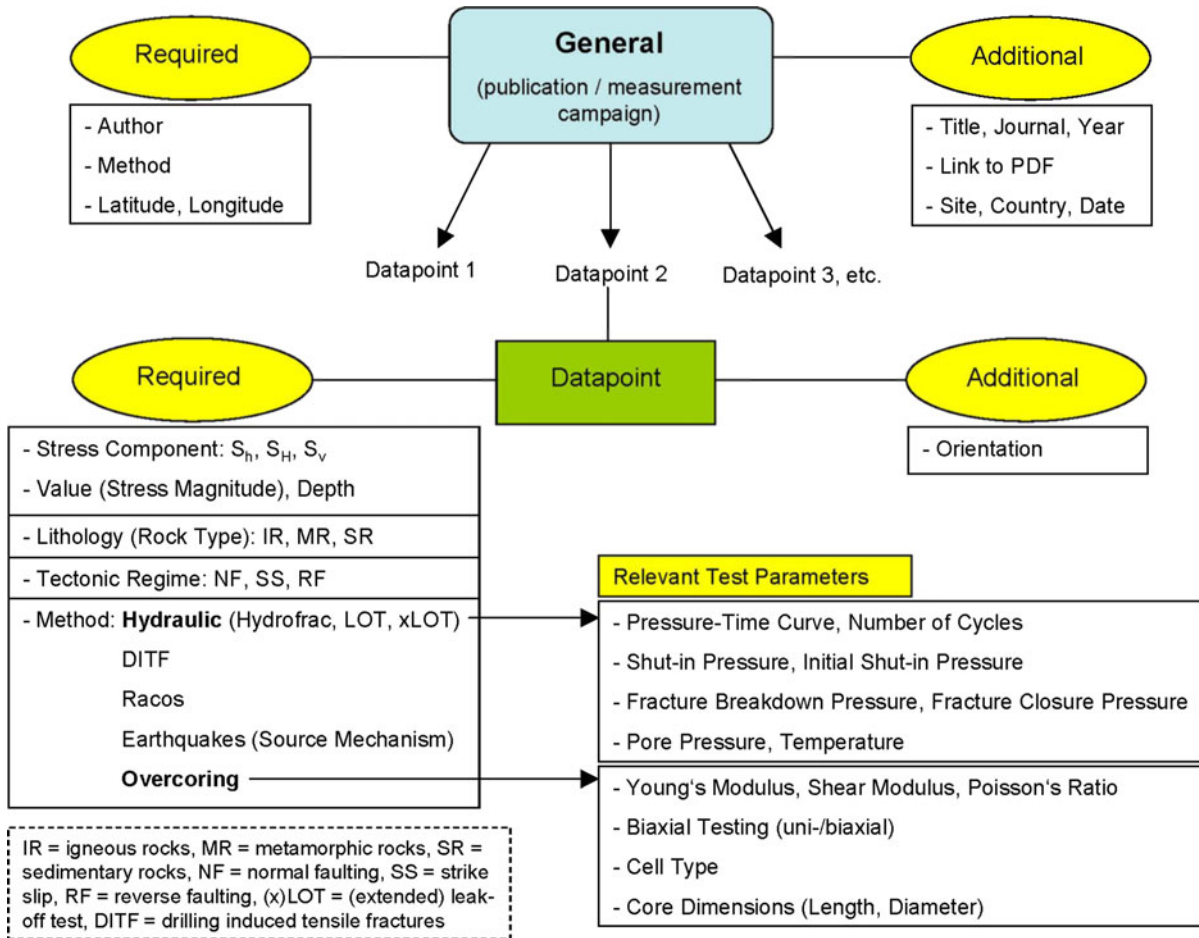 Required
General
(publication / measurement
campaign)
Additional
- Author
- Method
- Latitude, Longitude
- Title, Journal, Year
- Link to PDF
- Site, Country, Date
Datapoint 1
Datapoint 2
Datapoint 3, etc.
Required
Datapoint
Additional
- Stress Component: Sh, SH, Sv
- Value (Stress Magnitude), Depth
- Lithology (Rock Type): IR, MR, SR
- Tectonic Regime: NF, SS, RF
- Method: Hydraulic (Hydrofrac, LOT, xLOT)
DITF
Racos
Earthquakes (Source Mechanism)
Overcoring
- Orientation
Relevant Test Parameters
- Pressure-Time Curve, Number of Cycles
- Shut-in Pressure, Initial Shut-in Pressure
- Fracture Breakdown Pressure, Fracture Closure Pressure
- Pore Pressure, Temperature
- Young‘s Modulus, Shear Modulus, Poisson‘s Ratio
- Biaxial Testing (uni-/biaxial)
- Cell Type
- Core Dimensions (Length, Diameter)
IR = igneous rocks, MR = metamorphic rocks, SR =
sedimentary rocks, NF = normal faulting, SS = strike
slip, RF = reverse faulting, (x)LOT = (extended) leak-
off test, DITF = drilling induced tensile fractures